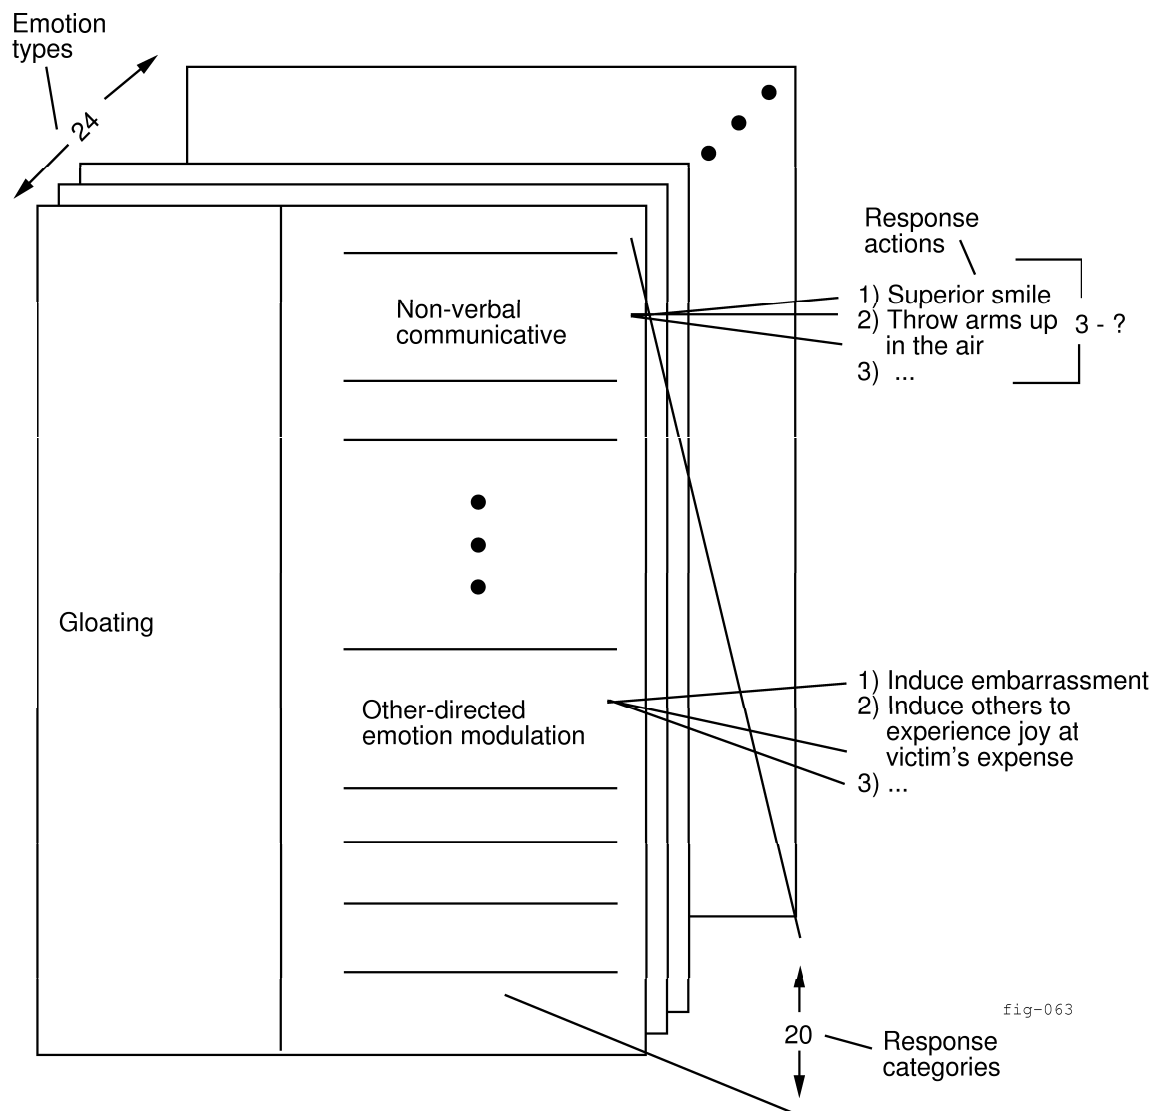 Emotion
types
24
Response
actions
1) Superior smile
2) Throw arms up
in the air
3) ...
3 - ?
Non-verbal
communicative
Gloating
Other-directed
emotion modulation
1) Induce embarrassment
2) Induce others to
experience joy at
victim's expense
3) ...
fig-063
20
Response
categories